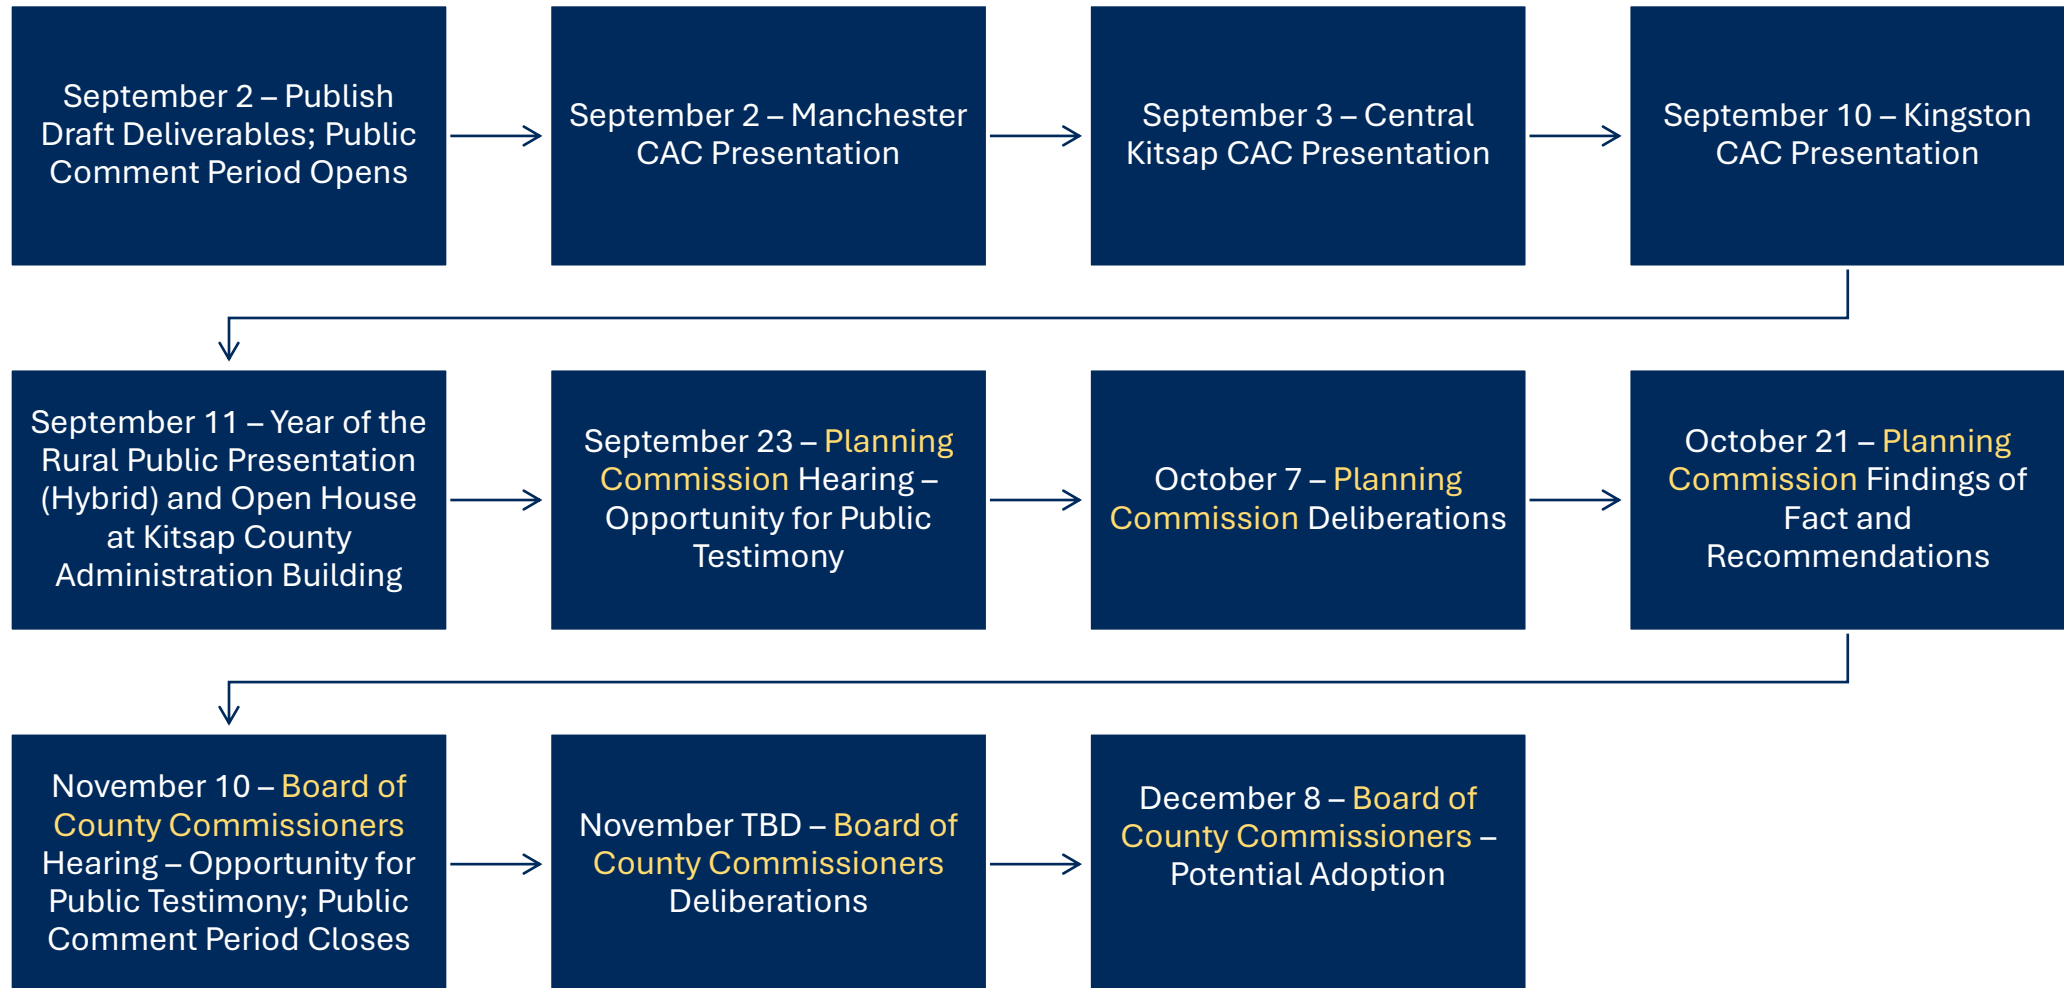 September 2 – Publish
Draft Deliverables; Public
Comment Period Opens
September 2 – Manchester
CAC Presentation
September 3 – Central
Kitsap CAC Presentation
September 10 – Kingston
CAC Presentation
September 11 – Year of the
Rural Public Presentation
(Hybrid) and Open House
at Kitsap County
Administration Building
September 23 – Planning
Commission Hearing –
Opportunity for Public
Testimony
October 7 – Planning
Commission Deliberations
October 21 – Planning
Commission Findings of
Fact and
Recommendations
November 10 – Board of
County Commissioners
Hearing – Opportunity for
Public Testimony; Public
Comment Period Closes
November TBD – Board of
County Commissioners
Deliberations
December 8 – Board of
County Commissioners –
Potential Adoption